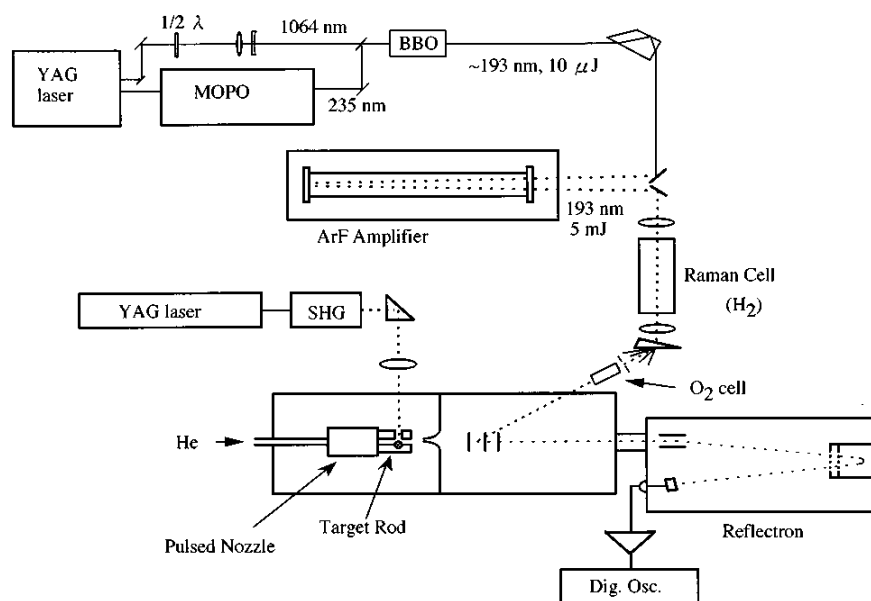 1/2 λ
1064 nm
YAG
laser
MOPO
235 nm
BBO
~193 nm, 10 μJ
193 nm
5 mJ
ArF Amplifier
Raman Cell
(H2)
YAG laser
SHG
O2 cell
He
Target Rod
Pulsed Nozzle
Reflectron
Dig. Osc.